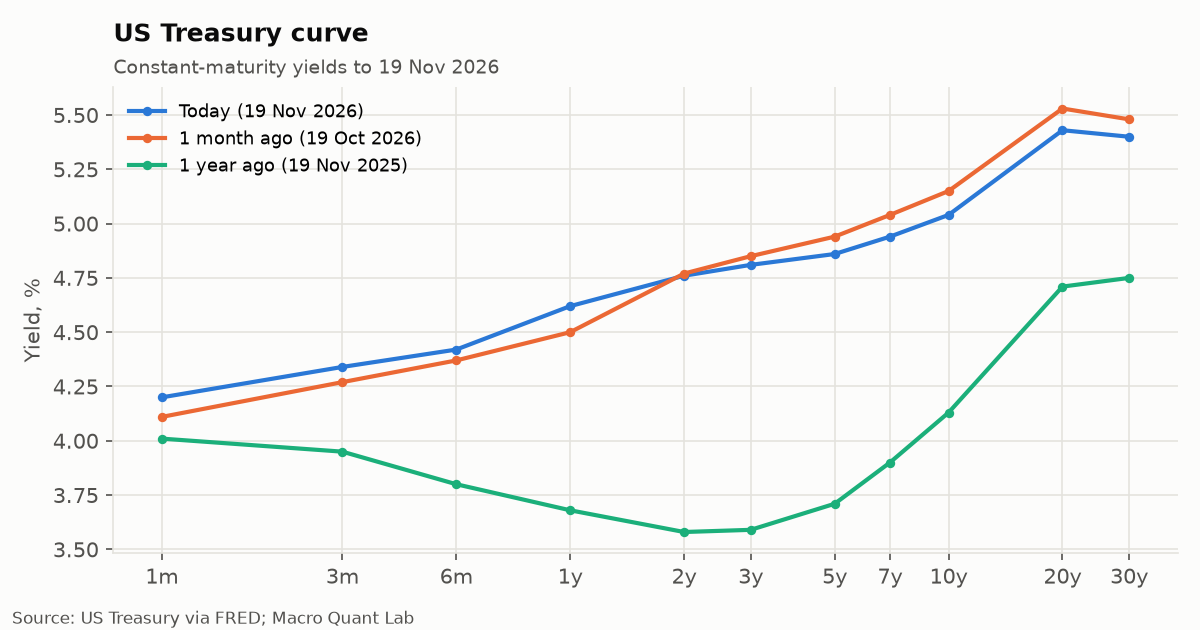 US Treasury curve
Constant-maturity yields to 19 Nov 2026
Today (19 Nov 2026)
1 month ago (19 Oct 2026)
1 year ago (19 Nov 2025)
Yield, %
5.50
5.25
5.00
4.75
4.50
4.25
4.00
3.75
3.50
1m 3m 6m 1y 2y 3y 5y 7y 10y 20y 30y
Source: US Treasury via FRED; Macro Quant Lab